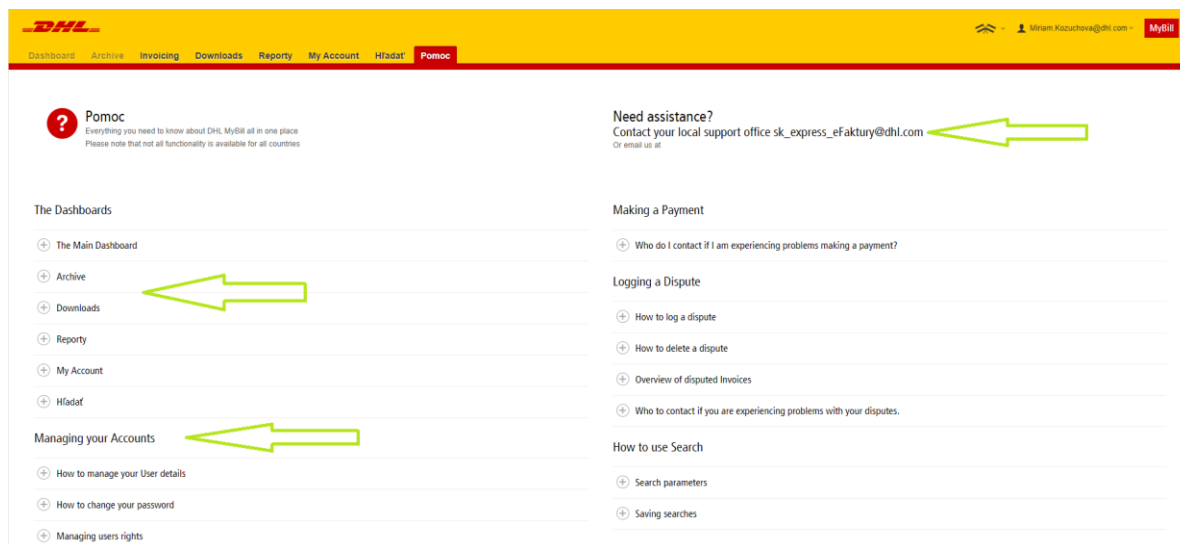 DHL
Miriam.Kozuchova@dhl.com
MyBill
Dashboard Archive Invoicing Downloads Reporty My Account Hľadať Pomoc
?
Pomoc
Everything you need to know about DHL MyBill all in one place
Please note that not all functionality is available for all countries
Need assistance?
Contact your local support office sk_express_eFaktury@dhl.com
Or email us at
The Dashboards
The Main Dashboard
Archive
Downloads
Reporty
My Account
Hľadať
Managing your Accounts
How to manage your User details
How to change your password
Managing users rights
Making a Payment
Who do I contact if I am experiencing problems making a payment?
Logging a Dispute
How to log a dispute
How to delete a dispute
Overview of disputed Invoices
Who to contact if you are experiencing problems with your disputes.
How to use Search
Search parameters
Saving searches